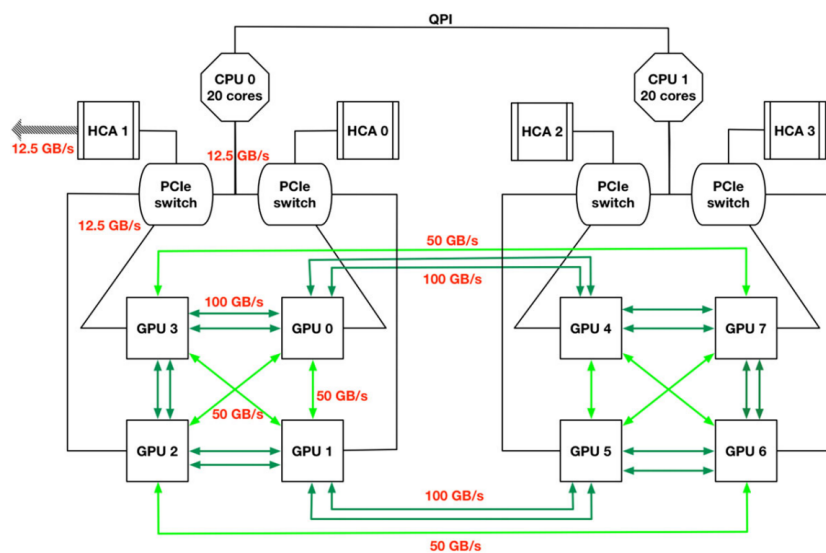 QPI
CPU 0
20 cores
CPU 1
20 cores
HCA 1
HCA 0
HCA 2
HCA 3
12.5 GB/s
12.5 GB/s
PCIe
switch
PCIe
switch
PCIe
switch
PCIe
switch
12.5 GB/s
50 GB/s
100 GB/s
100 GB/s
GPU 3
GPU 0
GPU 4
GPU 7
50 GB/s
50 GB/s
GPU 2
GPU 1
GPU 5
GPU 6
100 GB/s
50 GB/s